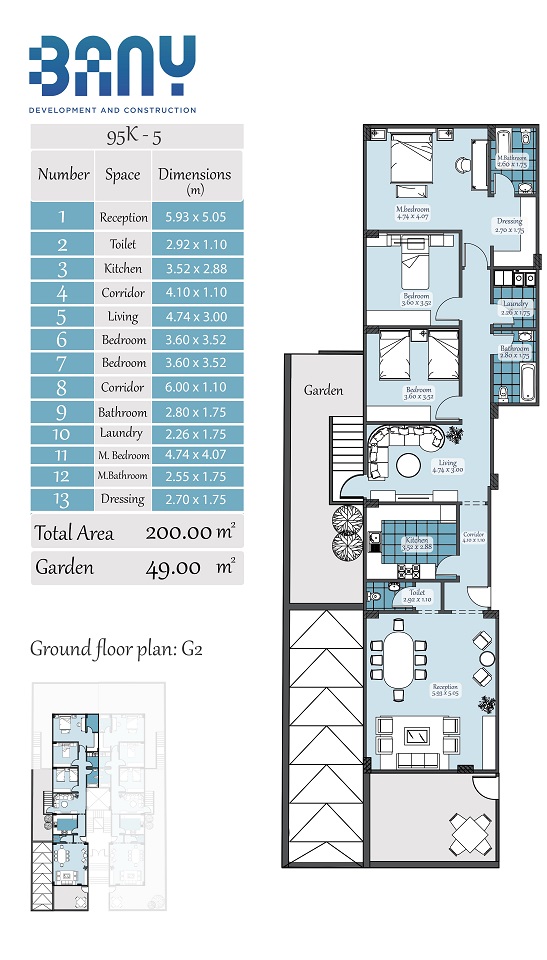 BANY
DEVELOPMENT AND CONSTRUCTION
95K - 5
Number Space Dimensions (m)
1 Reception 5.93 x 5.05
2 Toilet 2.92 x 1.10
3 Kitchen 3.52 x 2.88
4 Corridor 4.10 x 1.10
5 Living 4.74 x 3.00
6 Bedroom 3.60 x 3.52
7 Bedroom 3.60 x 3.52
8 Corridor 6.00 x 1.10
9 Bathroom 2.80 x 1.75
10 Laundry 2.26 x 1.75
11 M. Bedroom 4.74 x 4.07
12 M.Bathroom 2.55 x 1.75
13 Dressing 2.70 x 1.75
Total Area 200.00 m²
Garden 49.00 m²
Ground floor plan: G2
M.Bathroom
2.60 x 1.75
M.bedroom
4.74 x 4.07
Dressing
2.70 x 1.75
Bedroom
3.60 x 3.52
Laundry
2.26 x 1.75
Bathroom
2.80 x 1.75
Bedroom
3.60 x 3.52
Garden
Living
4.74 x 3.00
Kitchen
3.52 x 2.88
Corridor
4.10 x 1.10
Toilet
2.92 x 1.10
Reception
5.93 x 5.05